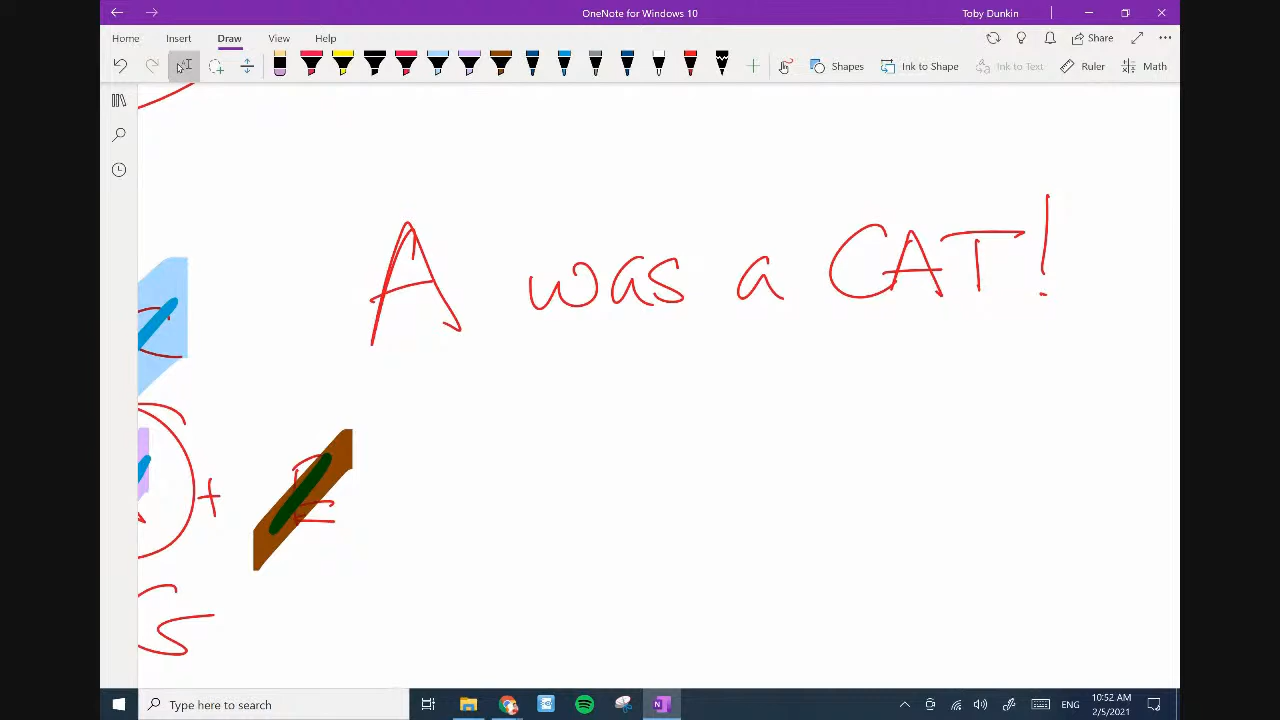 OneNote for Windows 10
Toby Dunkin
Home Insert Draw View Help
Share
Shapes Ink to Shape Ink to Text Ruler Math
A was a CAT!
+ E
Type here to search
ENG
10:52 AM
2/5/2021